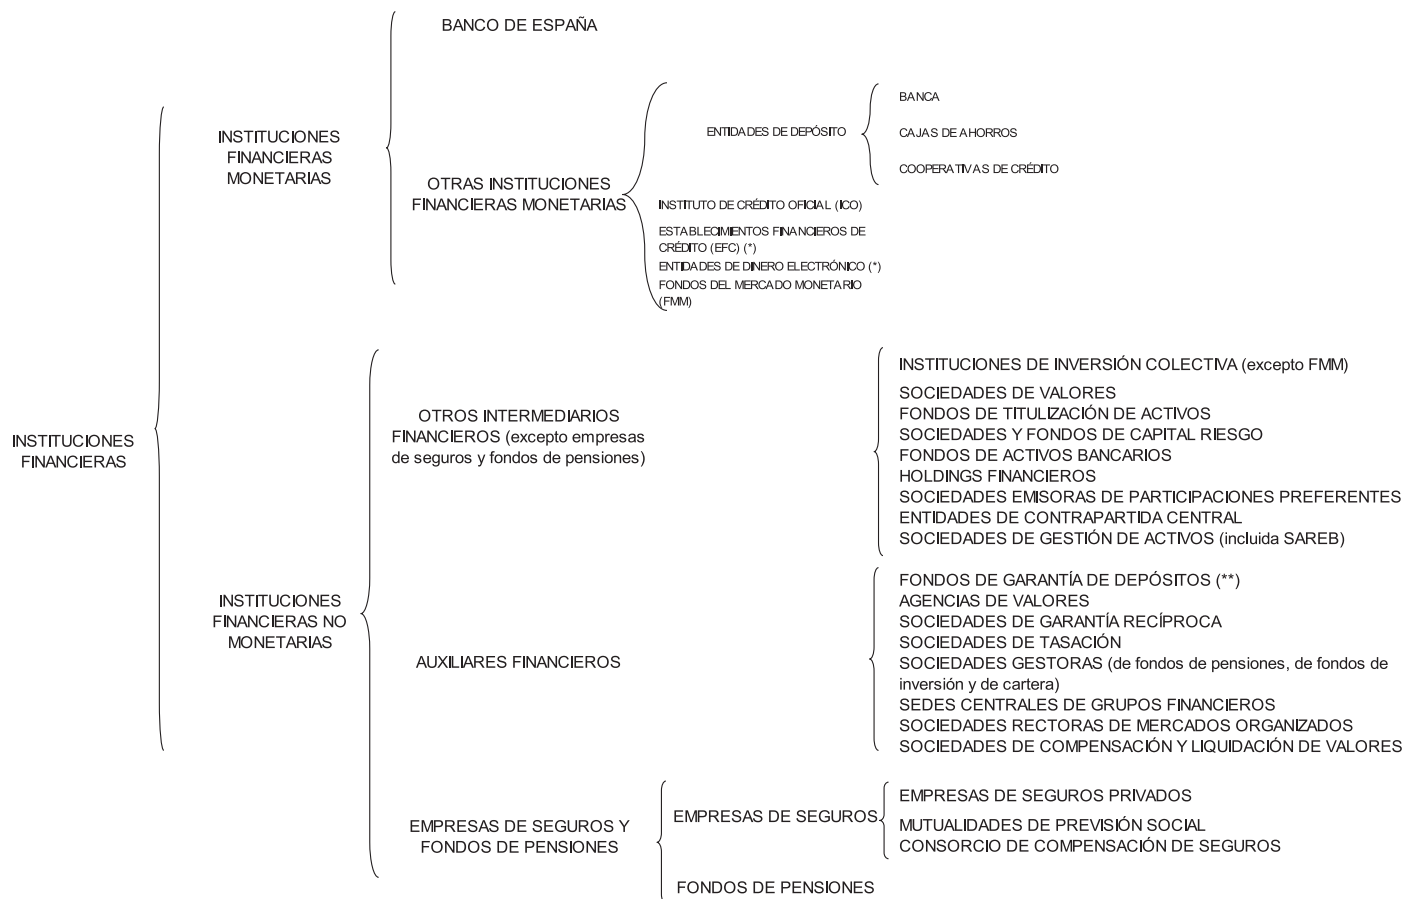 BANCO DE ESPAÑA
BANCA
ENTIDADES DE DEPÓSITO
CAJAS DE AHORROS
INSTITUCIONES
FINANCIERAS
MONETARIAS
COOPERATIVAS DE CRÉDITO
OTRAS INSTITUCIONES
FINANCIERAS MONETARIAS
INSTITUTO DE CRÉDITO OFICIAL (ICO)
ESTABLECIMIENTOS FINANCIEROS DE
CRÉDITO (EFC) (*)
ENTIDADES DE DINERO ELECTRÓNICO (*)
FONDOS DEL MERCADO MONETARIO
(FMM)
INSTITUCIONES
FINANCIERAS
OTROS INTERMEDIARIOS
FINANCIEROS (excepto empresas
de seguros y fondos de pensiones)
INSTITUCIONES DE INVERSIÓN COLECTIVA (excepto FMM)
SOCIEDADES DE VALORES
FONDOS DE TITULIZACIÓN DE ACTIVOS
SOCIEDADES Y FONDOS DE CAPITAL RIESGO
FONDOS DE ACTIVOS BANCARIOS
HOLDINGS FINANCIEROS
SOCIEDADES EMISORAS DE PARTICIPACIONES PREFERENTES
ENTIDADES DE CONTRAPARTIDA CENTRAL
SOCIEDADES DE GESTIÓN DE ACTIVOS (incluida SAREB)
INSTITUCIONES
FINANCIERAS NO
MONETARIAS
AUXILIARES FINANCIEROS
FONDOS DE GARANTÍA DE DEPÓSITOS (**)
AGENCIAS DE VALORES
SOCIEDADES DE GARANTÍA RECÍPROCA
SOCIEDADES DE TASACIÓN
SOCIEDADES GESTORAS (de fondos de pensiones, de fondos de
inversión y de cartera)
SEDES CENTRALES DE GRUPOS FINANCIEROS
SOCIEDADES RECTORAS DE MERCADOS ORGANIZADOS
SOCIEDADES DE COMPENSACIÓN Y LIQUIDACIÓN DE VALORES
EMPRESAS DE SEGUROS Y
FONDOS DE PENSIONES
EMPRESAS DE SEGUROS
EMPRESAS DE SEGUROS PRIVADOS
MUTUALIDADES DE PREVISIÓN SOCIAL
CONSORCIO DE COMPENSACIÓN DE SEGUROS
FONDOS DE PENSIONES